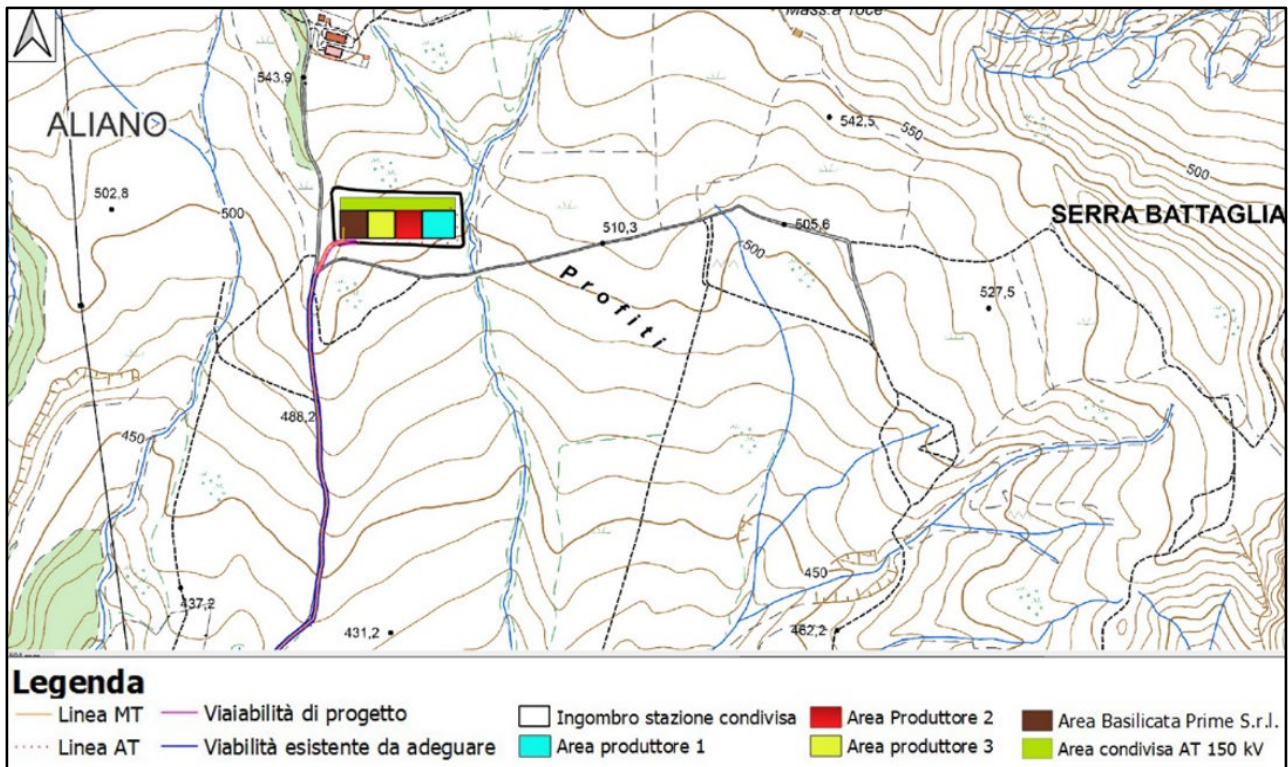 Mass.a Toce
543,9
ALIANO
542,5
550
502,8
500
500
SERRA BATTAGLIA
510,3
505,6
500
Profiti
527,5
488,2
450
450
437,2
431,2
462,2
Legenda
Linea MT
Viaiabilità di progetto
Ingombro stazione condivisa
Area Produttore 2
Area Basilicata Prime S.r.l.
Linea AT
Viabilità esistente da adeguare
Area produttore 1
Area produttore 3
Area condivisa AT 150 kV